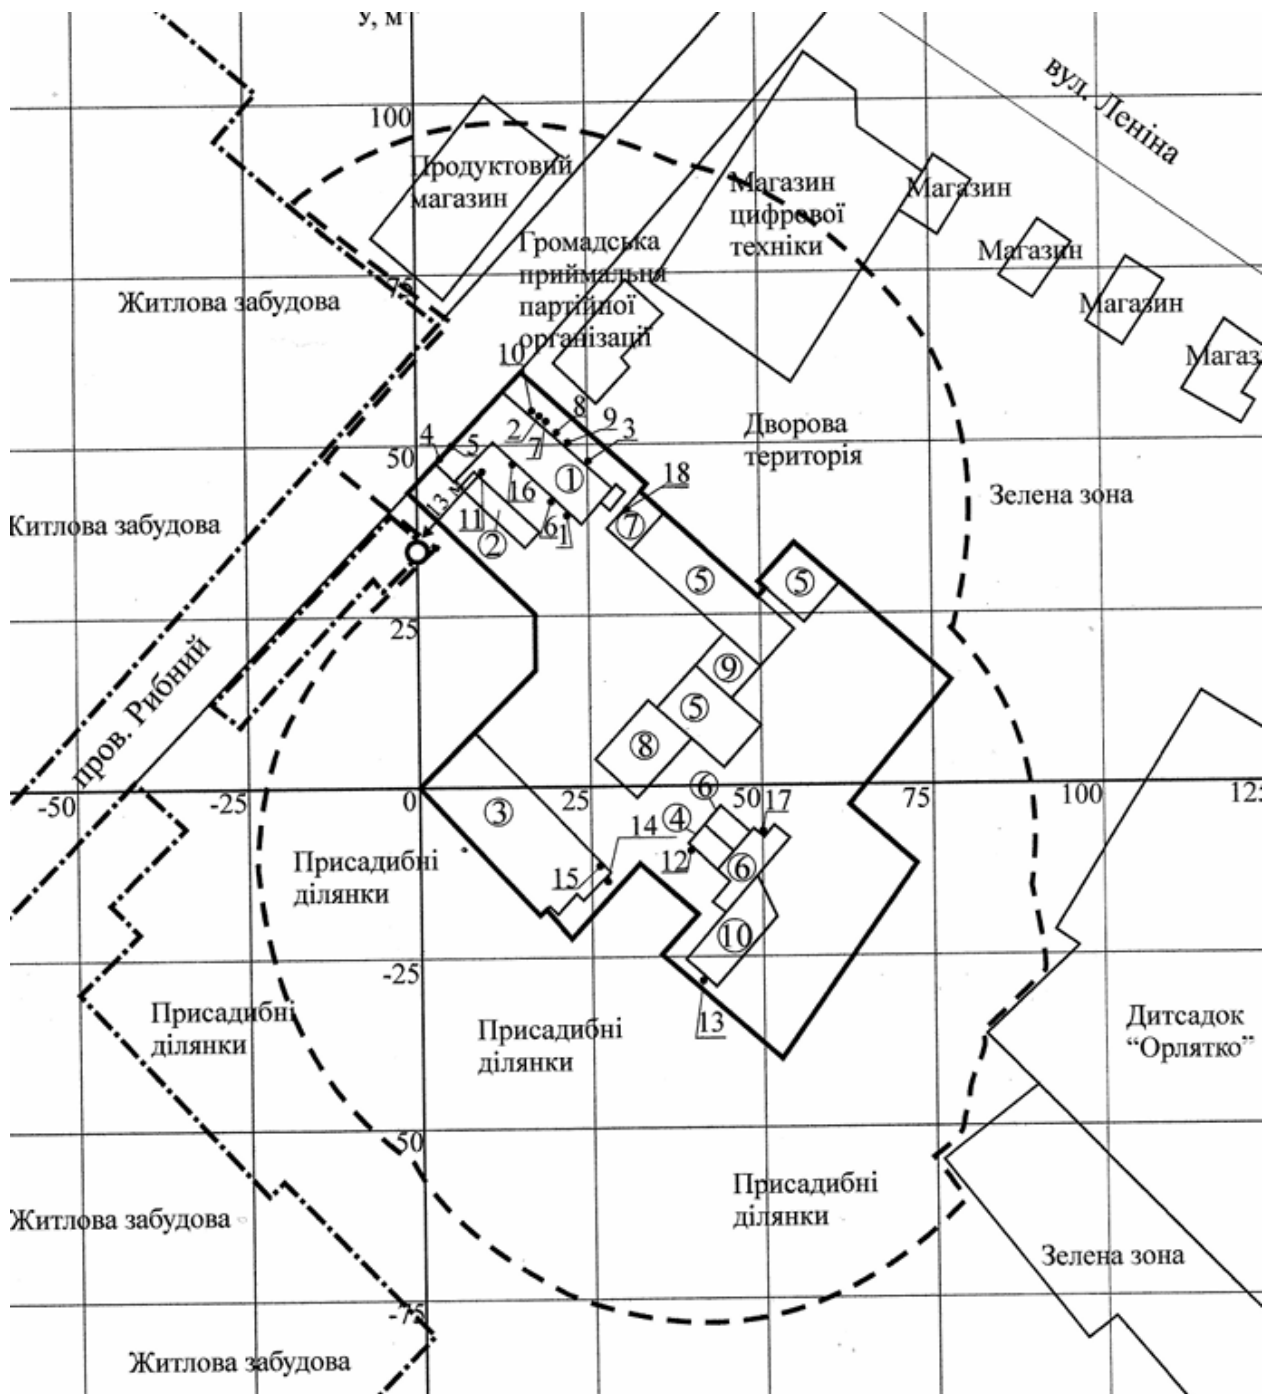 У, м
вул. Леніна
100
Продуктовий
магазин
Магазин
цифрової
техніки
Магазин
Магазин
Магазин
Магаз
Громадська
приймальня
партійної
організації
75
Житлова забудова
10
2
7
8
9
3
4
5
50
Дворова
територія
Зелена зона
13 м
①
16
18
11
②
6
1
⑦
Житлова забудова
⑤
⑤
25
пров. Рибний
⑨
⑤
⑧
-50
-25
0
25
50
75
100
125
⑥
17
③
④
14
15
12
⑥
Присадибні
ділянки
⑩
-25
13
Присадибні
ділянки
Присадибні
ділянки
Дитсадок
“Орлятко”
-50
Присадибні
ділянки
Житлова забудова
Зелена зона
-75
Житлова забудова